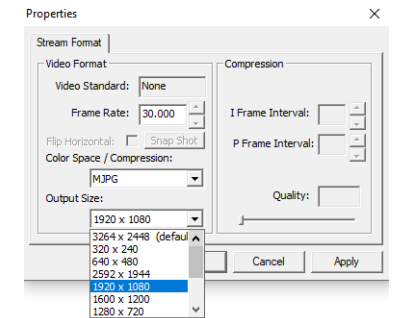 Properties
Stream Format
Video Format
Video Standard: None
Frame Rate: 30.000
Flip Horizontal: Snap Shot
Color Space / Compression:
MJPG
Output Size:
1920 x 1080
3264 x 2448 (defaul
320 x 240
640 x 480
2592 x 1944
1920 x 1080
1600 x 1200
1280 x 720
Compression
I Frame Interval:
P Frame Interval:
Quality:
Cancel Apply